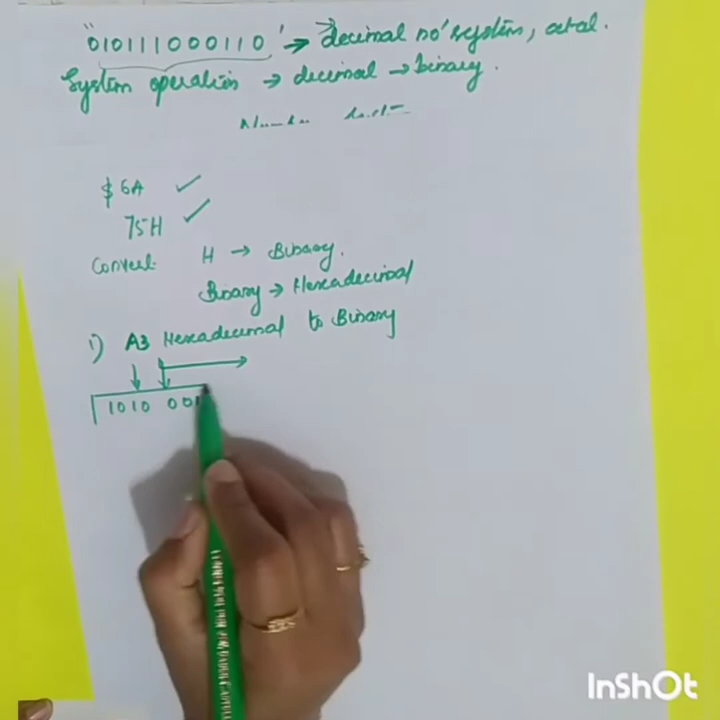 "010111000110" → decimal no' system, octal.
System operation → decimal → binary.
$6A ✓
75H ✓
Convert H → Binary.
Binary → Hexadecimal
1) A3 Hexadecimal to Binary
1010 001
InShOt